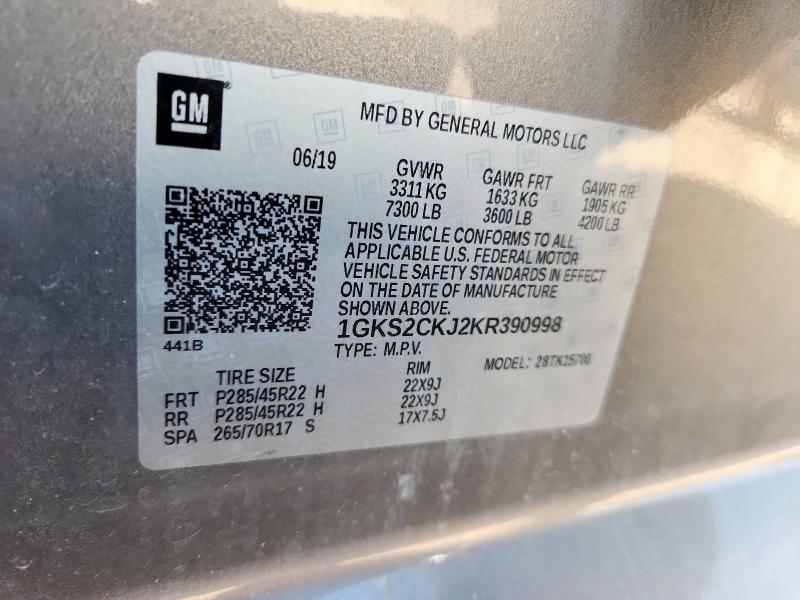 GM
MFD BY GENERAL MOTORS LLC
06/19
GVWR GAWR FRT GAWR RR
3311 KG 1633 KG 1905 KG
7300 LB 3600 LB 4200 LB
THIS VEHICLE CONFORMS TO ALL
APPLICABLE U.S. FEDERAL MOTOR
VEHICLE SAFETY STANDARDS IN EFFECT
ON THE DATE OF MANUFACTURE
SHOWN ABOVE.
1GKS2CKJ2KR390998
441B
TYPE: M.P.V. MODEL: 28TK15706
TIRE SIZE RIM
FRT P285/45R22 H 22X9J
RR P285/45R22 H 22X9J
SPA 265/70R17 S 17X7.5J